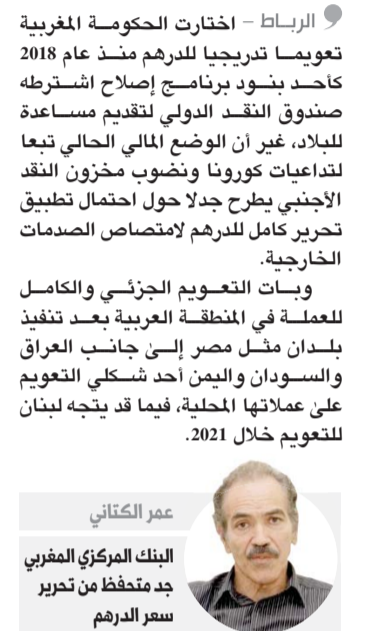 الرباط – اختارت الحكومة المغربية
تعويما تدريجيا للدرهم منذ عام 2018
كأحد بنود برنامج إصلاح اشترطه
صندوق النقد الدولي لتقديم مساعدة
للبلاد، غير أن الوضع المالي الحالي تبعا
لتداعيات كورونا ونضوب مخزون النقد
الأجنبي يطرح جدلا حول احتمال تطبيق
تحرير كامل للدرهم لامتصاص الصدمات
الخارجية.
وبات التعويم الجزئي والكامل
للعملة في المنطقة العربية بعد تنفيذ
بلدان مثل مصر إلى جانب العراق
والسودان واليمن أحد شكلي التعويم
على عملاتها المحلية، فيما قد يتجه لبنان
للتعويم خلال 2021.
عمر الكتاني
البنك المركزي المغربي
جد متحفظ من تحرير
سعر الدرهم